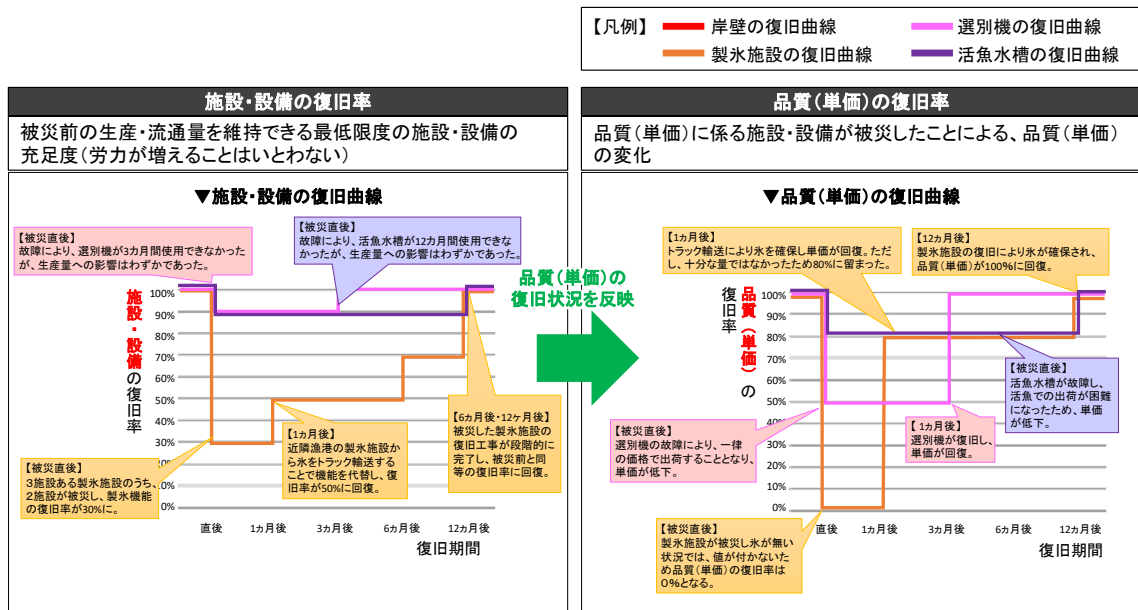 【凡例】
岸壁の復旧曲線
選別機の復旧曲線
製氷施設の復旧曲線
活魚水槽の復旧曲線
施設・設備の復旧率
被災前の生産・流通量を維持できる最低限度の施設・設備の
充足度（労力が増えることはいとわない）
▼施設・設備の復旧曲線
【被災直後】
故障により、選別機が3カ月間使用できなかった
が、生産量への影響はわずかであった。
【被災直後】
故障により、活魚水槽が12カ月間使用できな
かったが、生産量への影響はわずかであった。
施設・設備の復旧率
100%
90%
80%
70%
60%
50%
40%
30%
20%
10%
0%
【被災直後】
3施設ある製氷施設のうち、
2施設が被災し、製氷機能
の復旧率が30%に。
【1カ月後】
近隣漁港の製氷施設か
ら氷をトラック輸送する
ことで機能を代替し、復
旧率が50%に回復。
【6カ月後・12ヶ月後】
被災した製氷施設の
復旧工事が段階的に
完了し、被災前と同
等の復旧率に回復。
直後
1ヵ月後
3ヵ月後
6ヵ月後
12ヵ月後
復旧期間
品質（単価）の
復旧状況を反映
品質（単価）の復旧率
品質（単価）に係る施設・設備が被災したことによる、品質（単価）
の変化
▼品質（単価）の復旧曲線
【1カ月後】
トラック輸送により氷を確保し単価が回復。ただ
し、十分な量ではなかったため80%に留まった。
【12カ月後】
製氷施設の復旧により氷が確保され、
品質（単価）が100%に回復。
品質（単価）の
復旧率
100%
90%
80%
70%
60%
50%
40%
30%
20%
10%
0%
【被災直後】
活魚水槽が故障し、
活魚での出荷が困難
になったため、単価
が低下。
【被災直後】
選別機の故障により、一律
の価格で出荷することとなり、
単価が低下。
【 1カ月後】
選別機が復旧し、
単価が回復。
直後
1ヵ月後
3ヵ月後
6ヵ月後
12ヵ月後
復旧期間
【被災直後】
製氷施設が被災し氷が無い
状況では、値が付かないた
め品質（単価）の復旧率は
0%となる。